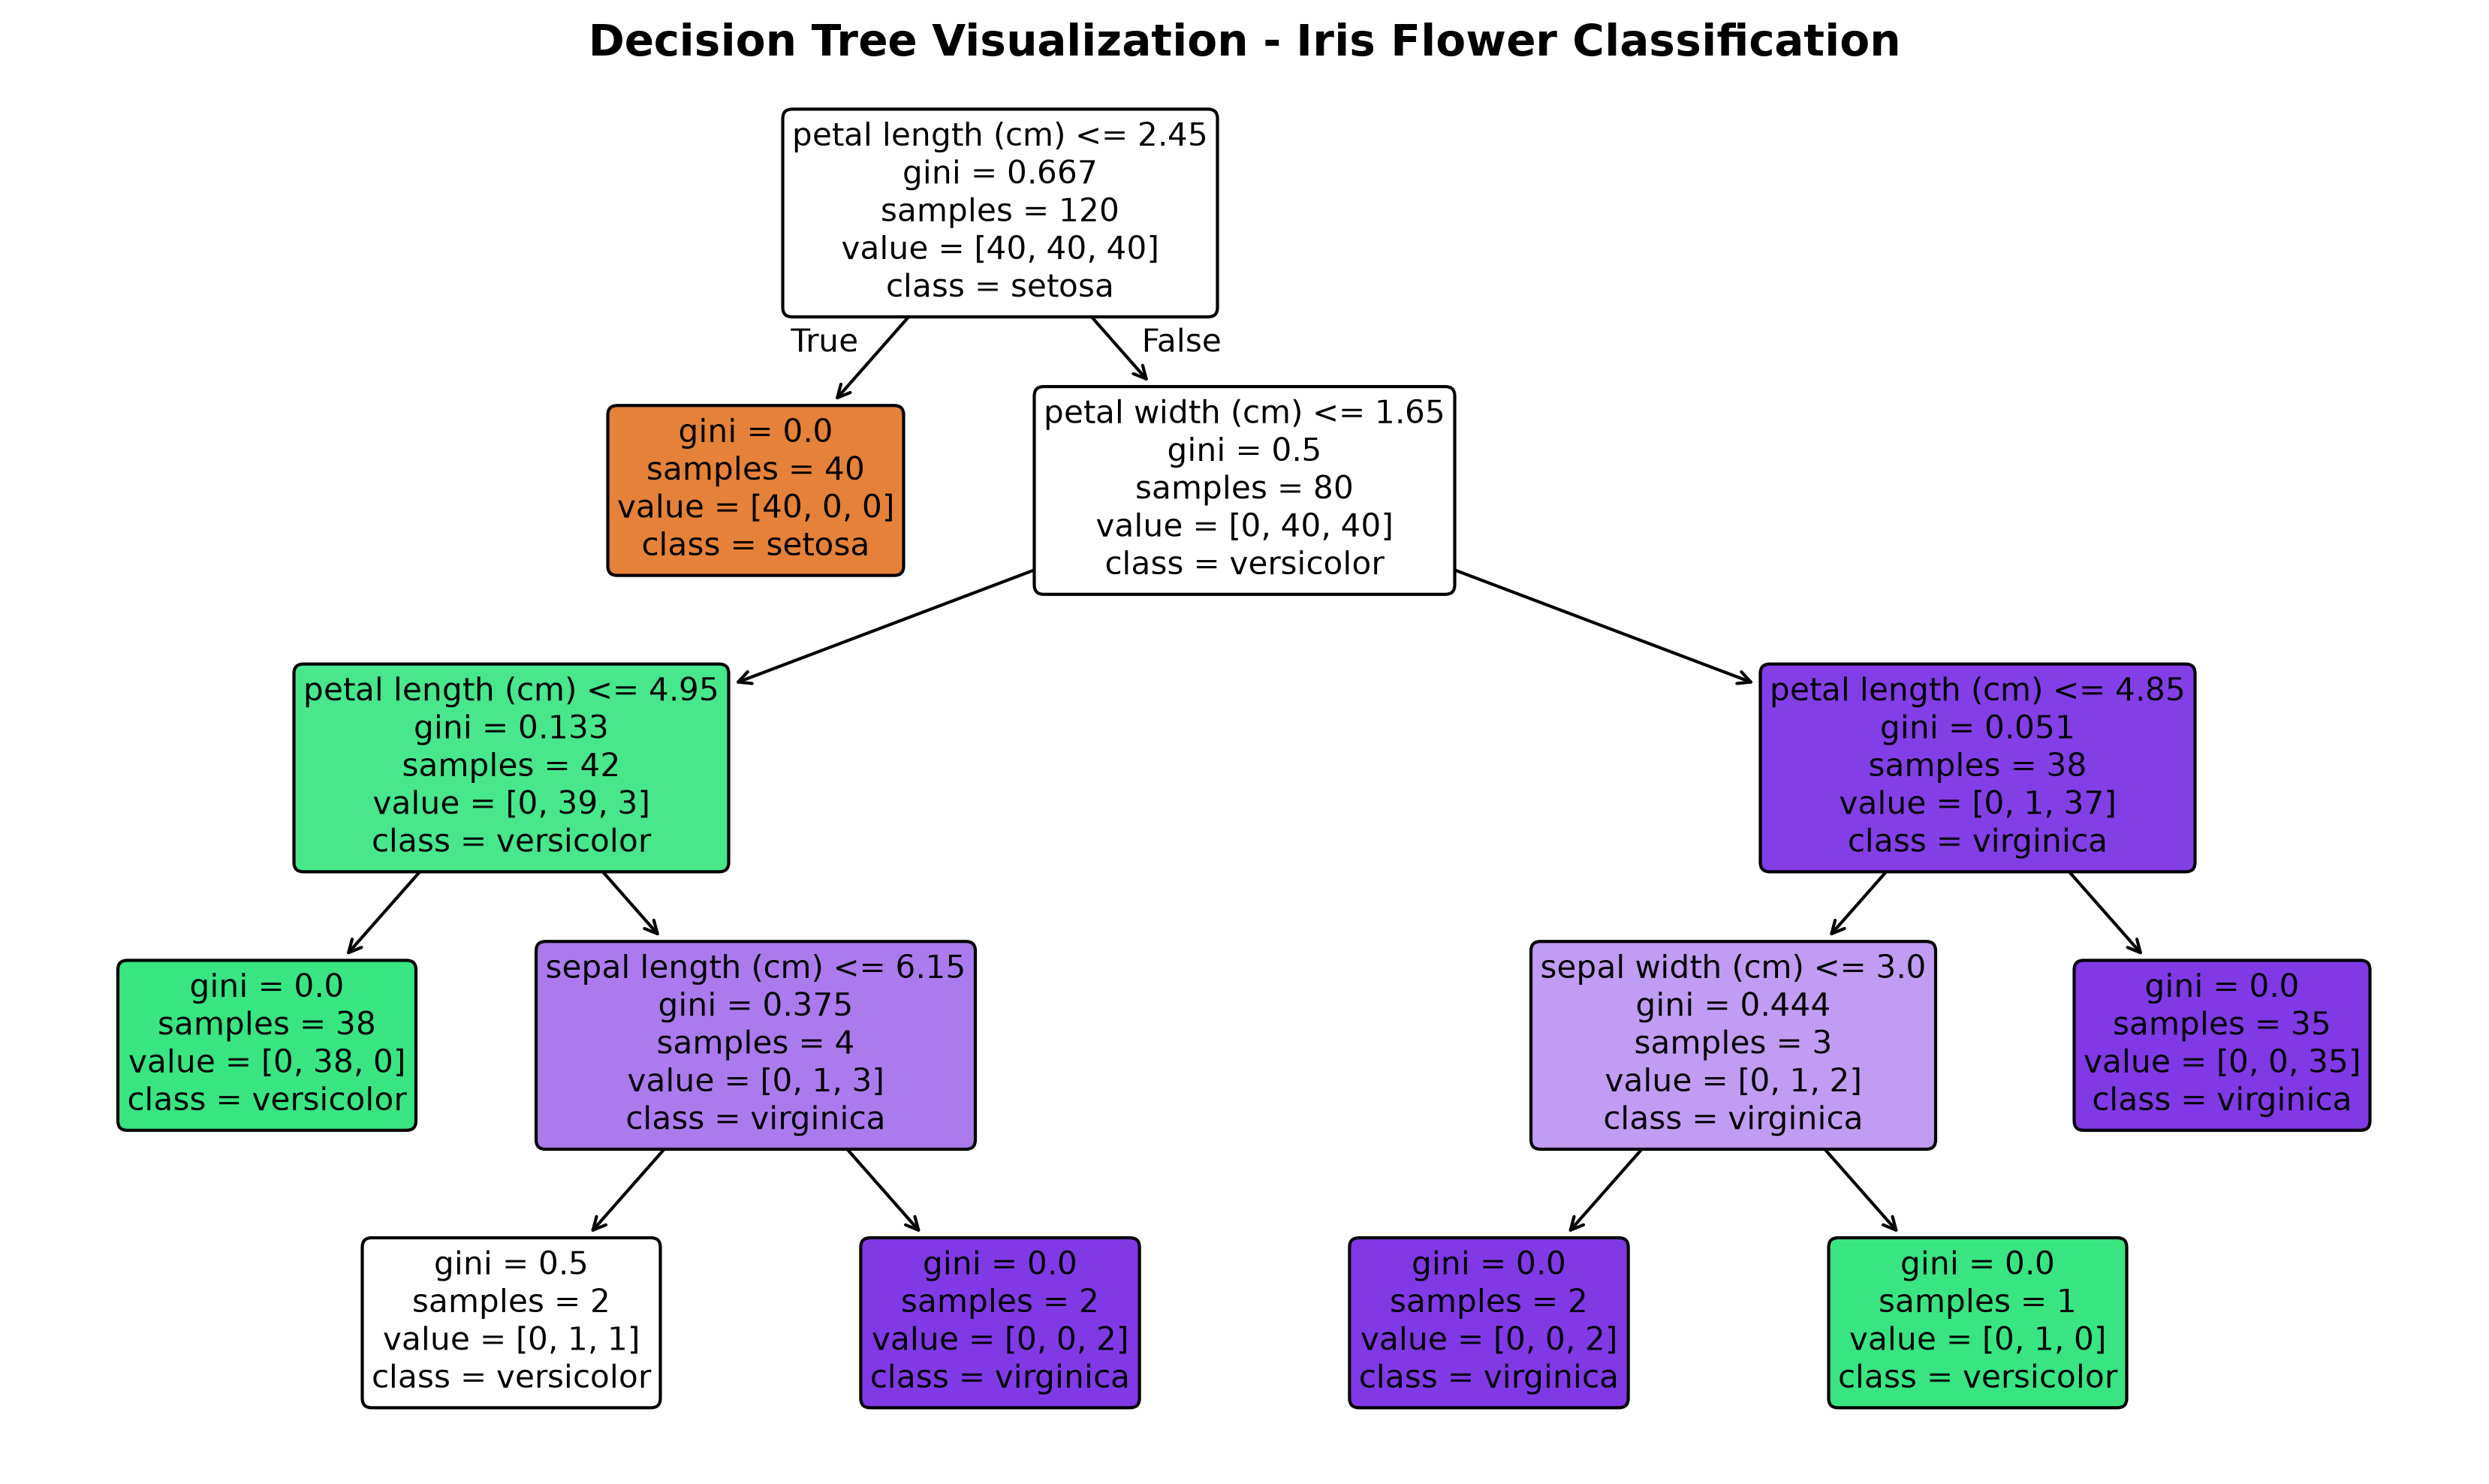 Decision Tree Visualization - Iris Flower Classification
petal length (cm) <= 2.45
gini = 0.667
samples = 120
value = [40, 40, 40]
class = setosa
True
False
gini = 0.0
samples = 40
value = [40, 0, 0]
class = setosa
petal width (cm) <= 1.65
gini = 0.5
samples = 80
value = [0, 40, 40]
class = versicolor
petal length (cm) <= 4.95
gini = 0.133
samples = 42
value = [0, 39, 3]
class = versicolor
petal length (cm) <= 4.85
gini = 0.051
samples = 38
value = [0, 1, 37]
class = virginica
gini = 0.0
samples = 38
value = [0, 38, 0]
class = versicolor
sepal length (cm) <= 6.15
gini = 0.375
samples = 4
value = [0, 1, 3]
class = virginica
sepal width (cm) <= 3.0
gini = 0.444
samples = 3
value = [0, 1, 2]
class = virginica
gini = 0.0
samples = 35
value = [0, 0, 35]
class = virginica
gini = 0.5
samples = 2
value = [0, 1, 1]
class = versicolor
gini = 0.0
samples = 2
value = [0, 0, 2]
class = virginica
gini = 0.0
samples = 2
value = [0, 0, 2]
class = virginica
gini = 0.0
samples = 1
value = [0, 1, 0]
class = versicolor